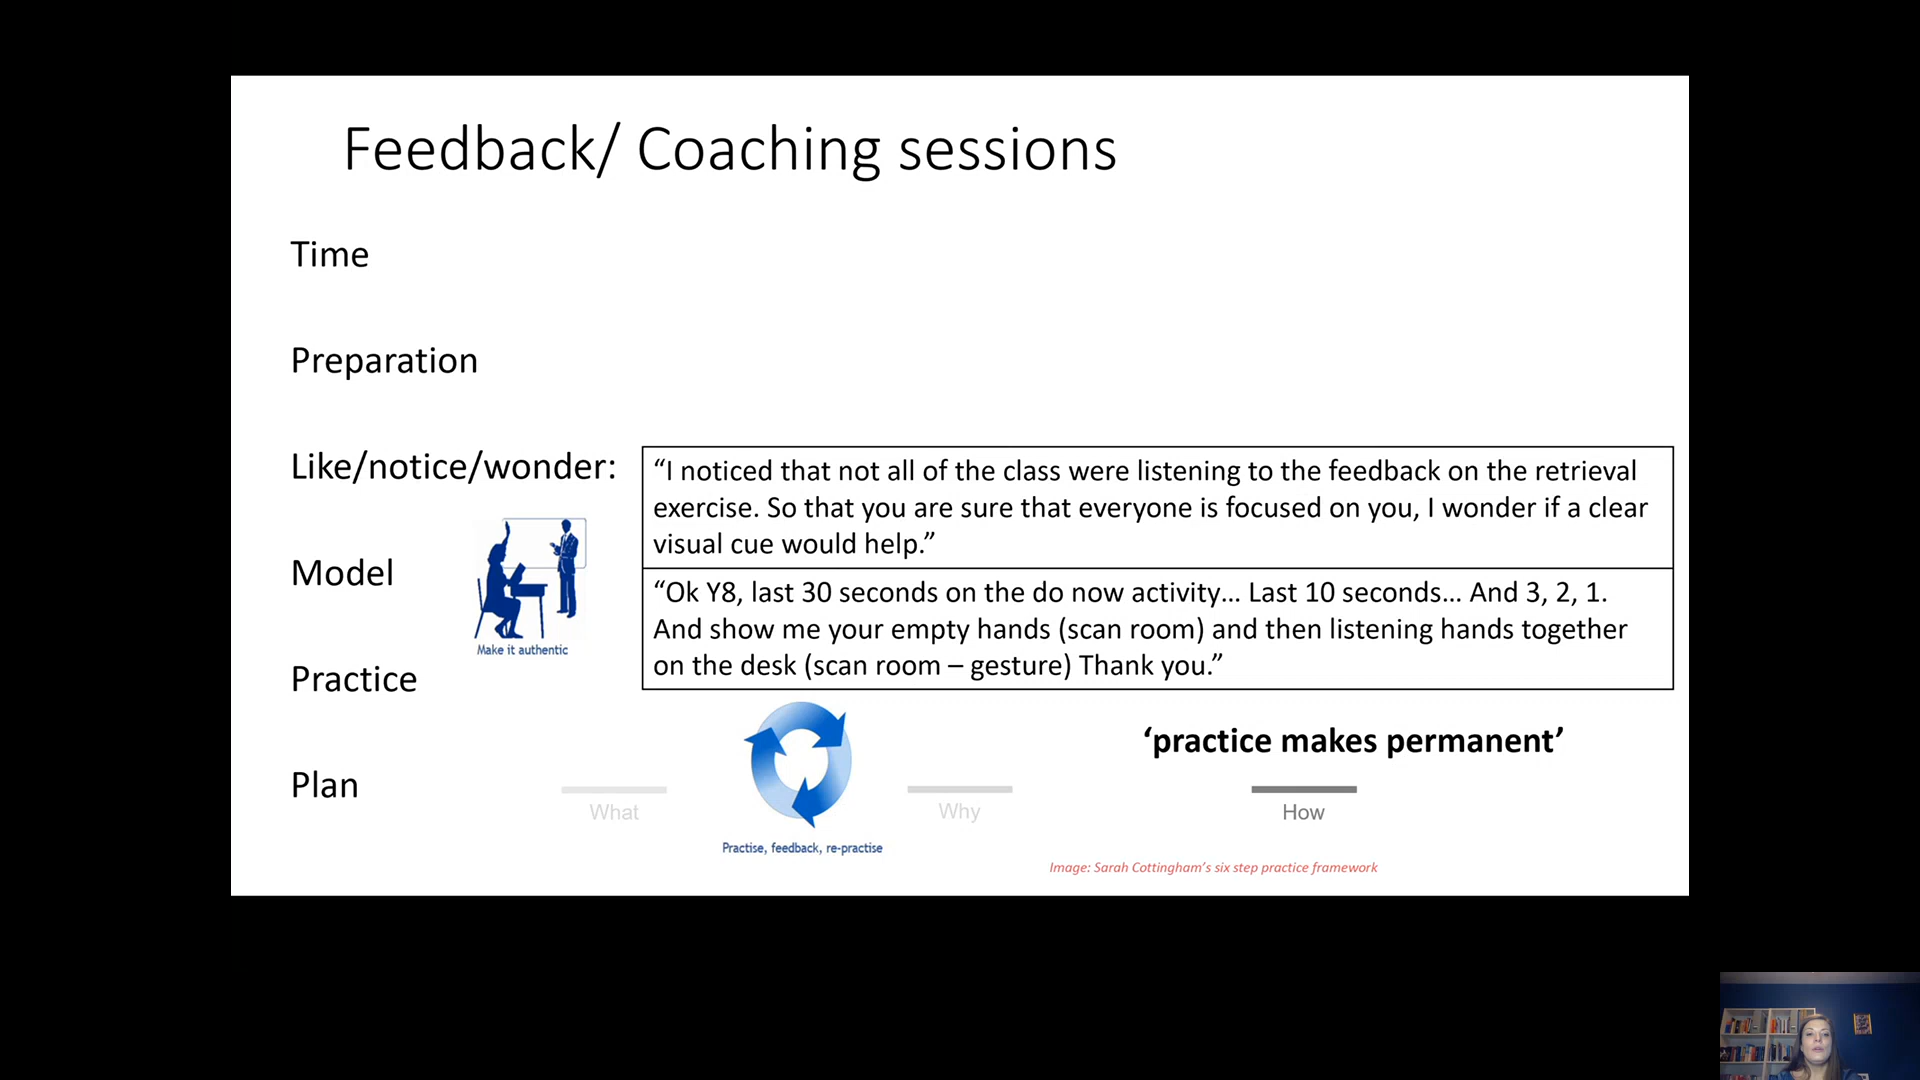 Feedback/ Coaching sessions
Time
Preparation
Like/notice/wonder:
“I noticed that not all of the class were listening to the feedback on the retrieval
exercise. So that you are sure that everyone is focused on you, I wonder if a clear
visual cue would help.”
Model
Make it authentic
“Ok Y8, last 30 seconds on the do now activity… Last 10 seconds… And 3, 2, 1.
And show me your empty hands (scan room) and then listening hands together
on the desk (scan room – gesture) Thank you.”
Practice
‘practice makes permanent’
Plan
What
Why
How
Practise, feedback, re-practise
Image: Sarah Cottingham’s six step practice framework